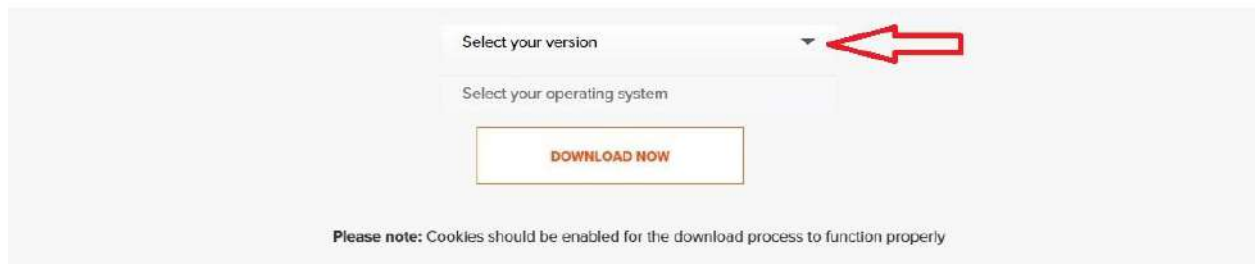 Select your version
Select your operating system
DOWNLOAD NOW
Please note: Cookies should be enabled for the download process to function properly